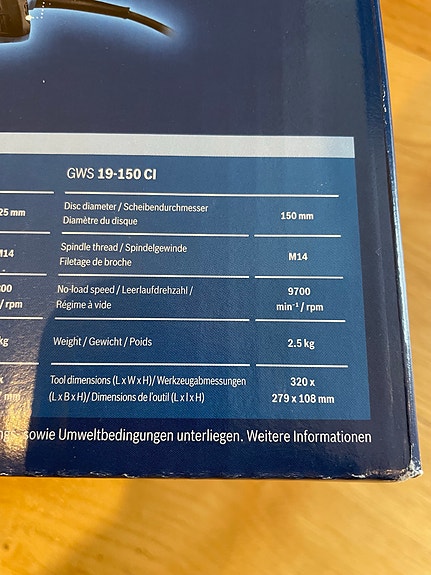 GWS 19-150 CI
25 mm
Disc diameter / Scheibendurchmesser
Diamètre du disque
150 mm
M14
Spindle thread / Spindelgewinde
Filetage de broche
M14
/ rpm
No-load speed / Leerlaufdrehzahl /
Régime à vide
9700
min⁻¹ / rpm
kg
Weight / Gewicht / Poids
2.5 kg
mm
Tool dimensions (L x W x H)/ Werkzeugabmessungen
(L x B x H)/ Dimensions de l'outil (L x l x H)
320 x
279 x 108 mm
sowie Umweltbedingungen unterliegen. Weitere Informationen